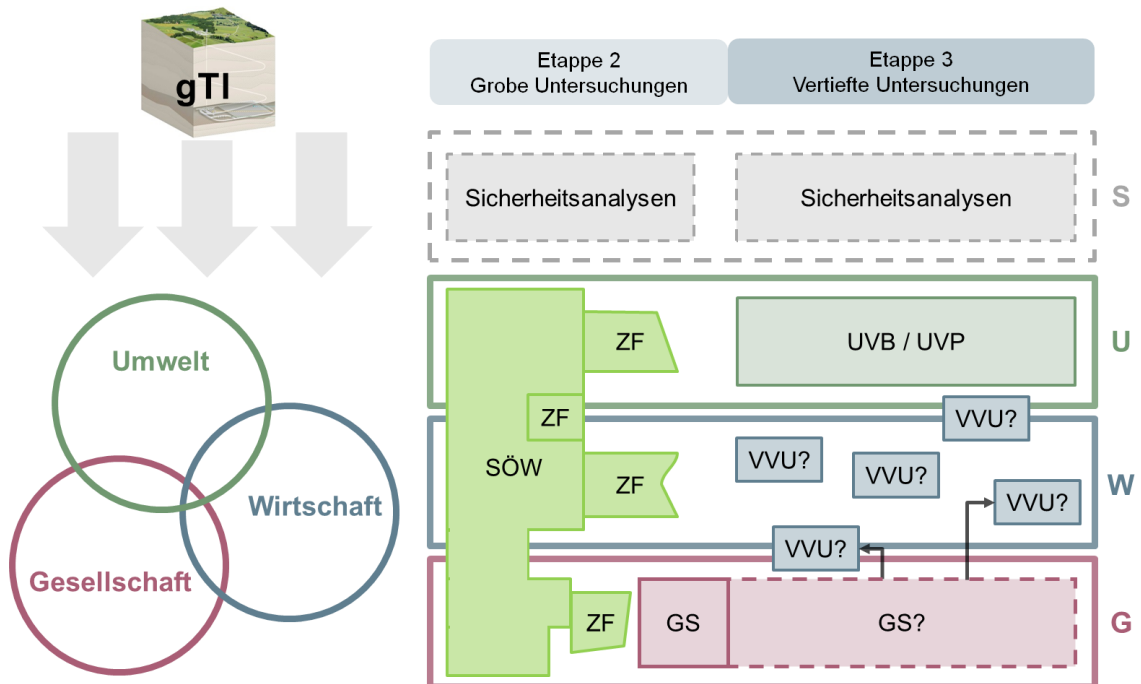 gTl
Etappe 2
Grobe Untersuchungen
Etappe 3
Vertiefte Untersuchungen
Sicherheitsanalysen
Sicherheitsanalysen
S
Umwelt
Wirtschaft
Gesellschaft
ZF
UVB / UVP
U
ZF
VVU?
SÖW
ZF
VVU?
VVU?
VVU?
W
VVU?
ZF
GS
GS?
G